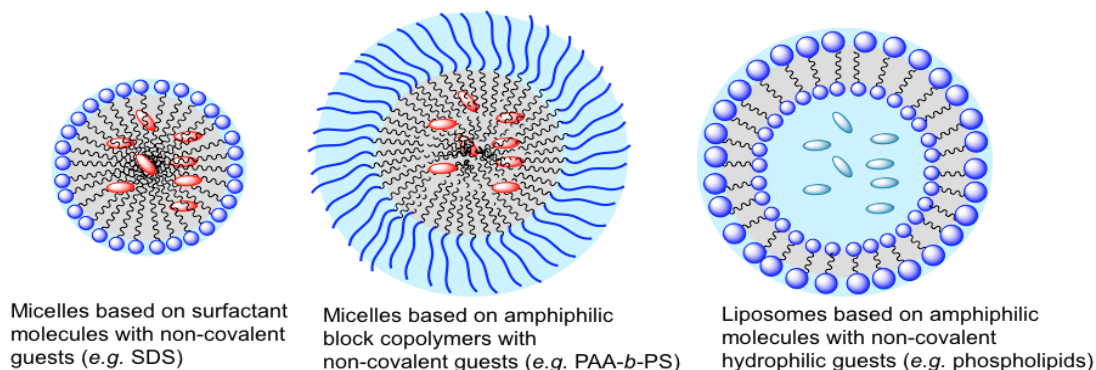 Micelles based on surfactant
molecules with non-covalent
guests (e.g. SDS)
Micelles based on amphiphilic
block copolymers with
non-covalent guests (e.g. PAA-b-PS)
Liposomes based on amphiphilic
molecules with non-covalent
hydrophilic guests (e.g. phospholipids)